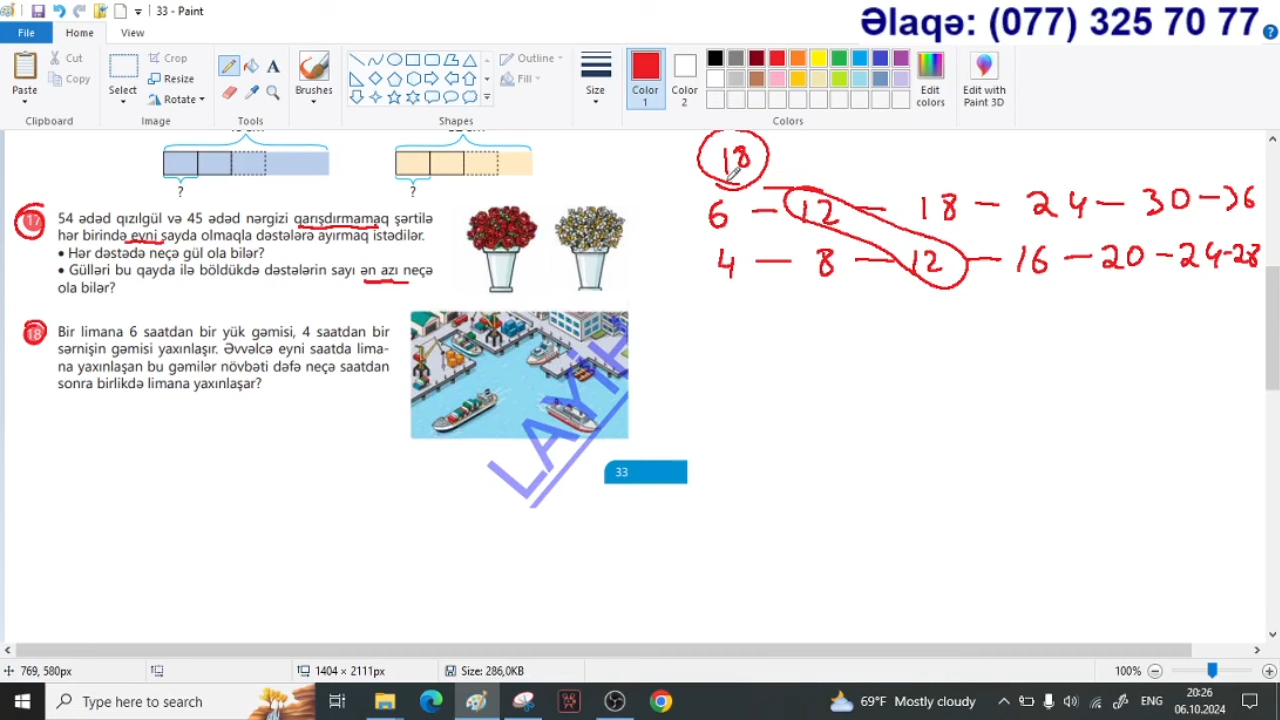 33 - Paint
Əlaqə: (077) 325 70 77
File Home View
Paste Cut Copy Select Crop Resize Rotate Brushes Outline Fill Size Color 1 Color 2 Edit colors Edit with Paint 3D
Clipboard Image Tools Shapes Colors
? ?
17 54 ədəd qızılgül və 45 ədəd nərgizi qarışdırmamaq şərtilə
hər birində eyni sayda olmaqla dəstələrə ayırmaq istədilər.
• Hər dəstədə neçə gül ola bilər?
• Gülləri bu qayda ilə böldükdə dəstələrin sayı ən azı neçə
ola bilər?
18 Bir limana 6 saatdan bir yük gəmisi, 4 saatdan bir
sərnişin gəmisi yaxınlaşır. Əvvəlcə eyni saatda lima-
na yaxınlaşan bu gəmilər növbəti dəfə neçə saatdan
sonra birlikdə limana yaxınlaşar?
LAYİH
33
18
6 — 12 — 18 — 24 — 30 — 36
4 — 8 — 12 — 16 — 20 — 24 - 28
769, 580px 1404 × 2111px Size: 286,0KB 100%
Type here to search 69°F Mostly cloudy ENG 20:26
06.10.2024